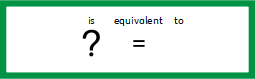 is equivalent to
? =